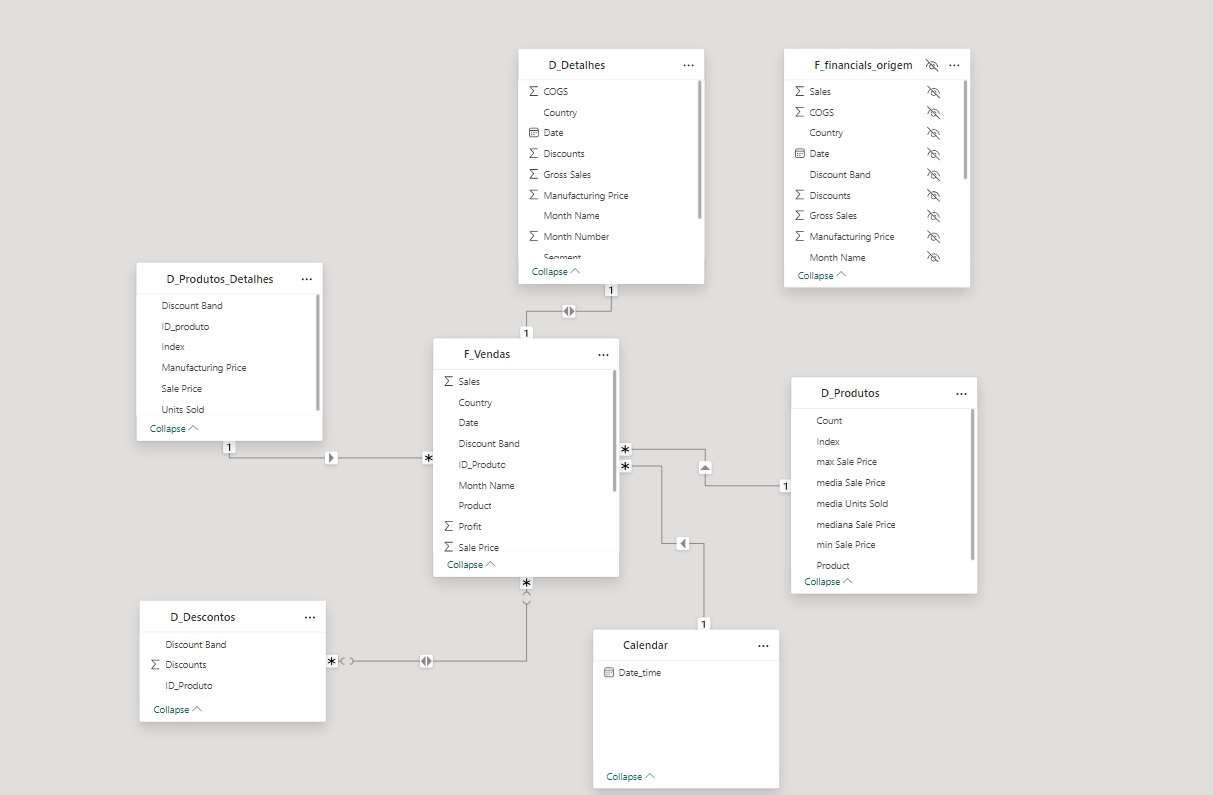 D_Detalhes
COGS
Country
Date
Discounts
Gross Sales
Manufacturing Price
Month Name
Month Number
Segment
Collapse
1
F_financials_origem
Sales
COGS
Country
Date
Discount Band
Discounts
Gross Sales
Manufacturing Price
Month Name
Collapse
D_Produtos_Detalhes
Discount Band
ID_produto
Index
Manufacturing Price
Sale Price
Units Sold
Collapse
1
1
F_Vendas
Sales
Country
Date
Discount Band
ID_Produto
Month Name
Product
Profit
Sale Price
Collapse
*
*
*
*
D_Produtos
Count
Index
max Sale Price
media Sale Price
media Units Sold
mediana Sale Price
min Sale Price
Product
Collapse
1
D_Descontos
Discount Band
Discounts
ID_Produto
Collapse
*
1
Calendar
Date_time
Collapse